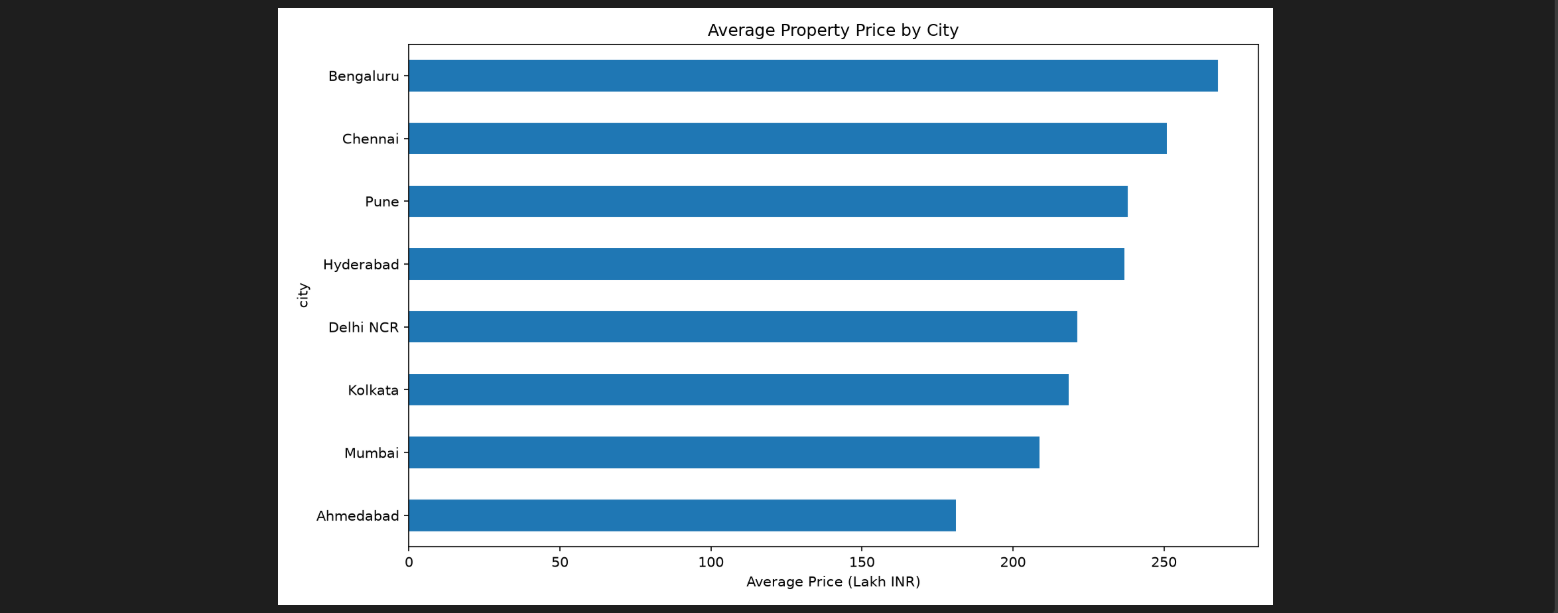 Average Property Price by City
Bengaluru
Chennai
Pune
Hyderabad
city
Delhi NCR
Kolkata
Mumbai
Ahmedabad
0 50 100 150 200 250
Average Price (Lakh INR)